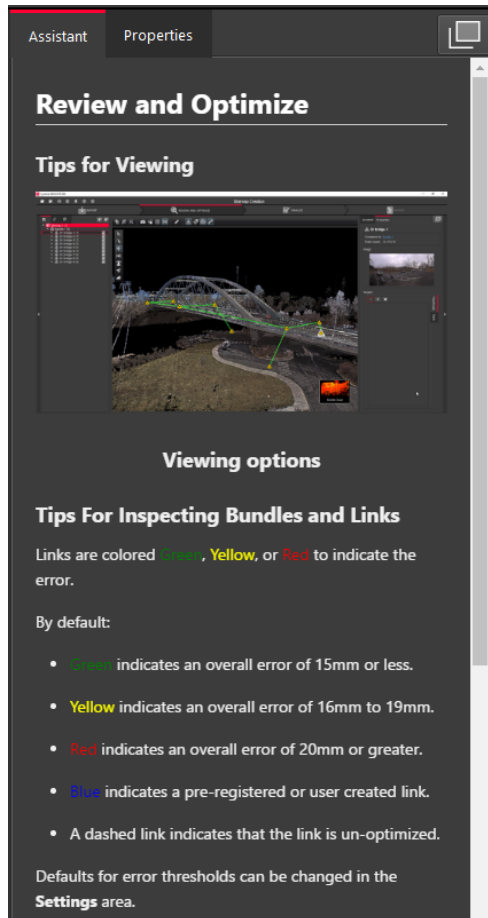 Assistant
Properties
Review and Optimize
Tips for Viewing
Viewing options
Tips For Inspecting Bundles and Links
Links are colored Green, Yellow, or Red to indicate the
error.
By default:
• Green indicates an overall error of 15mm or less.
• Yellow indicates an overall error of 16mm to 19mm.
• Red indicates an overall error of 20mm or greater.
• Blue indicates a pre-registered or user created link.
• A dashed link indicates that the link is un-optimized.
Defaults for error thresholds can be changed in the
Settings area.